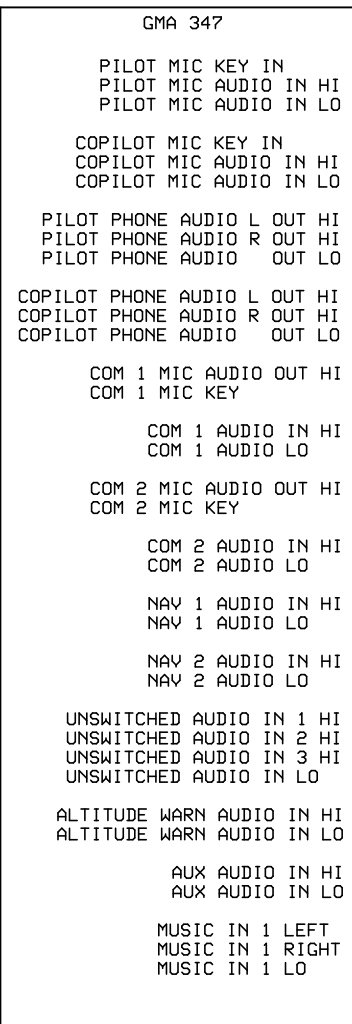 GMA 347
PILOT MIC KEY IN
PILOT MIC AUDIO IN HI
PILOT MIC AUDIO IN LO
COPILOT MIC KEY IN
COPILOT MIC AUDIO IN HI
COPILOT MIC AUDIO IN LO
PILOT PHONE AUDIO L OUT HI
PILOT PHONE AUDIO R OUT HI
PILOT PHONE AUDIO OUT LO
COPILOT PHONE AUDIO L OUT HI
COPILOT PHONE AUDIO R OUT HI
COPILOT PHONE AUDIO OUT LO
COM 1 MIC AUDIO OUT HI
COM 1 MIC KEY
COM 1 AUDIO IN HI
COM 1 AUDIO LO
COM 2 MIC AUDIO OUT HI
COM 2 MIC KEY
COM 2 AUDIO IN HI
COM 2 AUDIO LO
NAV 1 AUDIO IN HI
NAV 1 AUDIO LO
NAV 2 AUDIO IN HI
NAV 2 AUDIO LO
UNSWITCHED AUDIO IN 1 HI
UNSWITCHED AUDIO IN 2 HI
UNSWITCHED AUDIO IN 3 HI
UNSWITCHED AUDIO IN LO
ALTITUDE WARN AUDIO IN HI
ALTITUDE WARN AUDIO IN LO
AUX AUDIO IN HI
AUX AUDIO IN LO
MUSIC IN 1 LEFT
MUSIC IN 1 RIGHT
MUSIC IN 1 LO